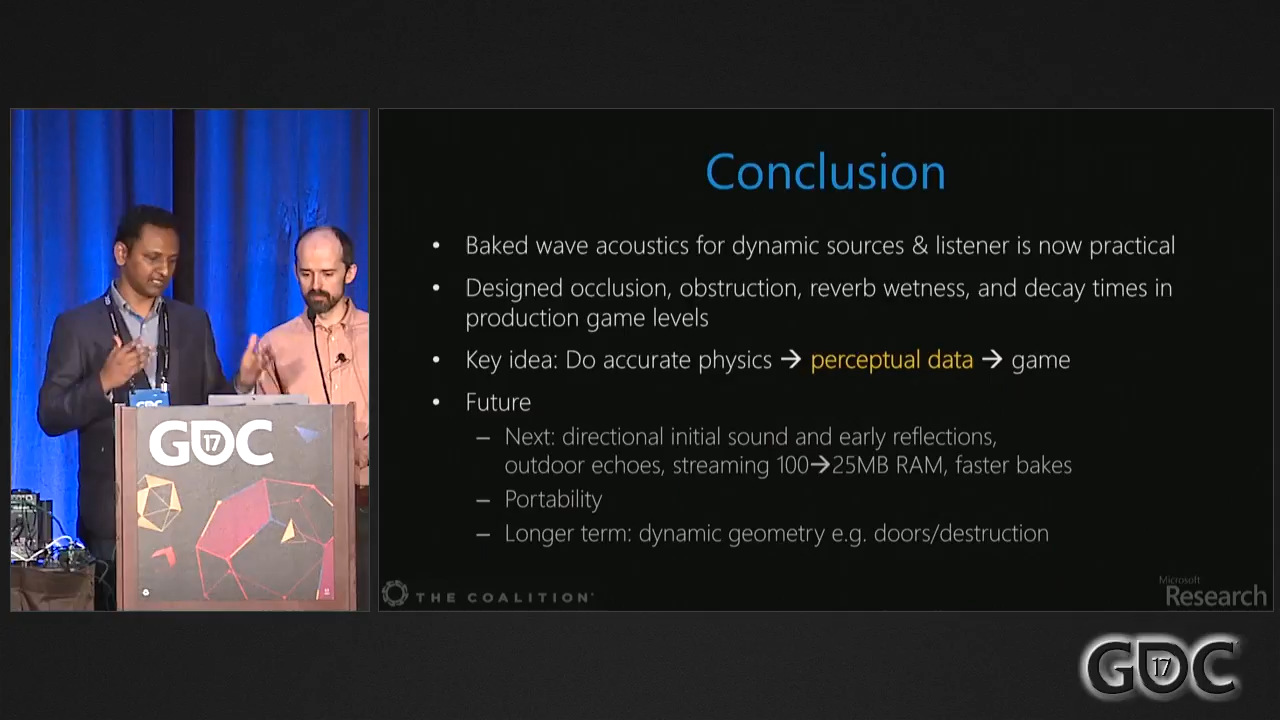 Conclusion
• Baked wave acoustics for dynamic sources & listener is now practical
• Designed occlusion, obstruction, reverb wetness, and decay times in
production game levels
• Key idea: Do accurate physics → perceptual data → game
• Future
– Next: directional initial sound and early reflections,
outdoor echoes, streaming 100→25MB RAM, faster bakes
– Portability
– Longer term: dynamic geometry e.g. doors/destruction
THE COALITION
Microsoft
Research
GDC
GDC 17
GDC 17